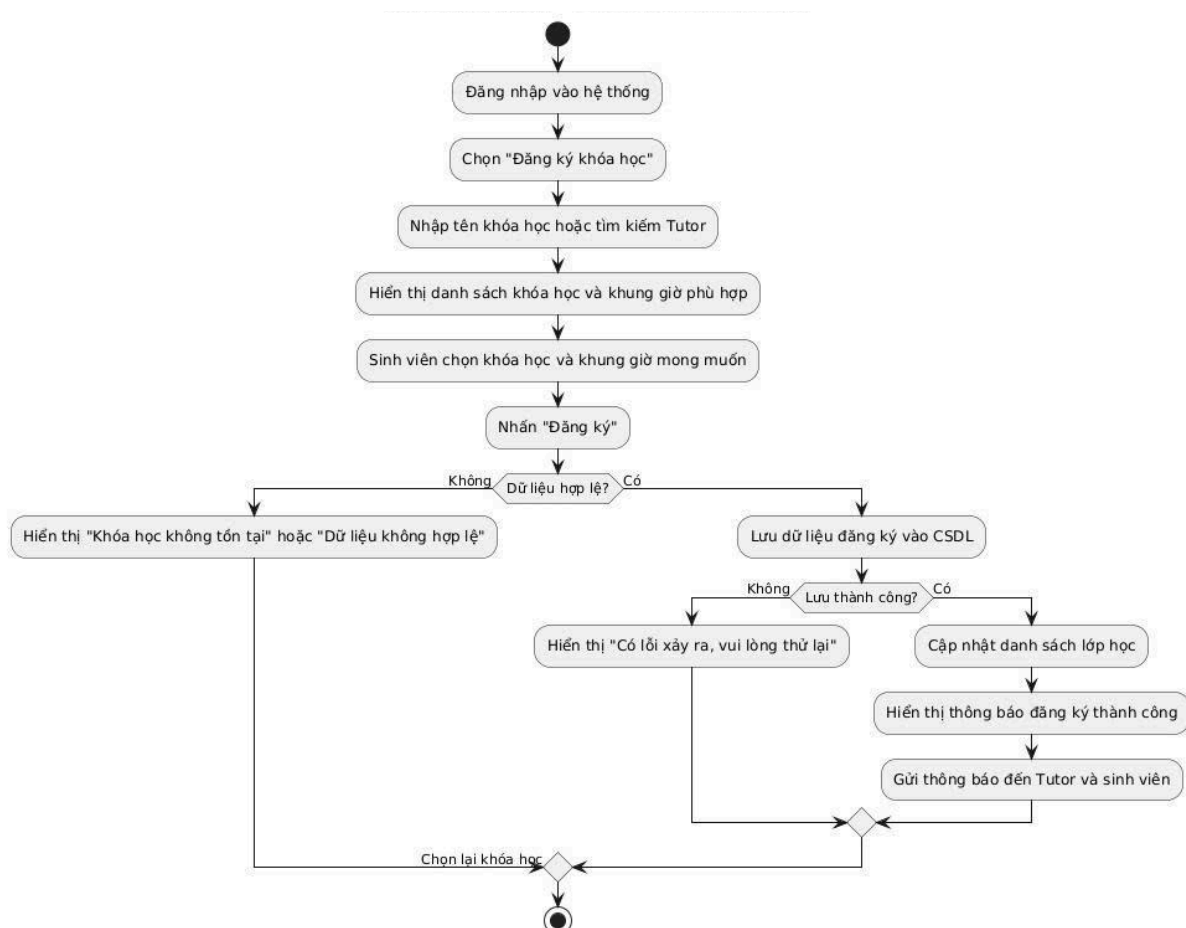 Đăng nhập vào hệ thống
Chọn "Đăng ký khóa học"
Nhập tên khóa học hoặc tìm kiếm Tutor
Hiển thị danh sách khóa học và khung giờ phù hợp
Sinh viên chọn khóa học và khung giờ mong muốn
Nhấn "Đăng ký"
Không
Dữ liệu hợp lệ?
Có
Hiển thị "Khóa học không tồn tại" hoặc "Dữ liệu không hợp lệ"
Lưu dữ liệu đăng ký vào CSDL
Không
Lưu thành công?
Có
Hiển thị "Có lỗi xảy ra, vui lòng thử lại"
Cập nhật danh sách lớp học
Hiển thị thông báo đăng ký thành công
Gửi thông báo đến Tutor và sinh viên
Chọn lại khóa học